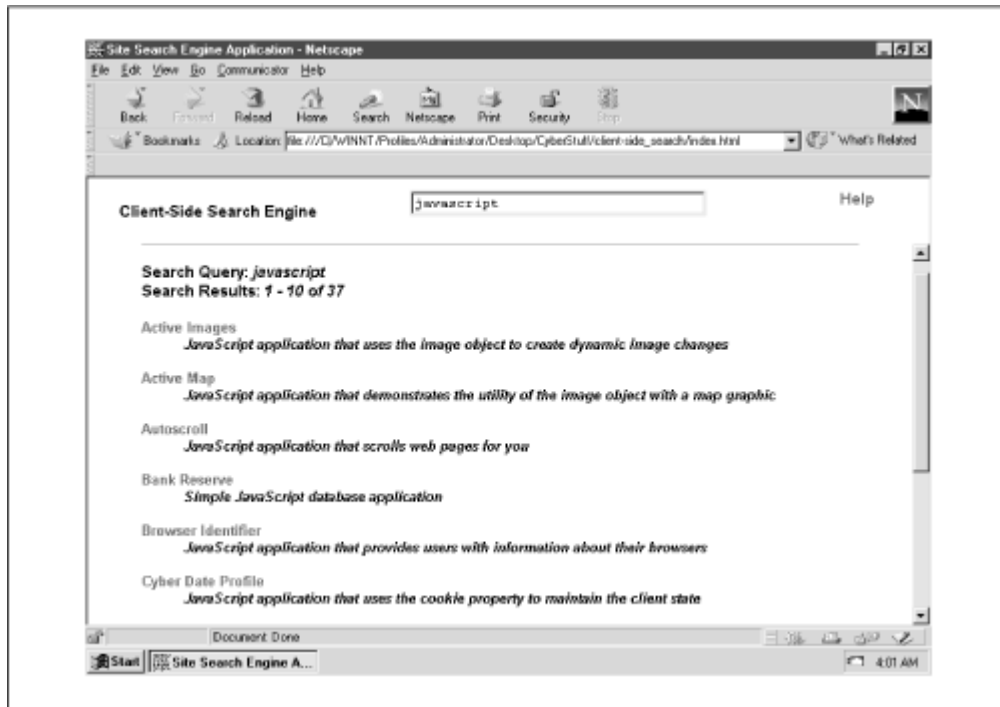 Site Search Engine Application - Netscape
File Edit View Go Communicator Help
Back Forward Reload Home Search Netscape Print Security Stop
Bookmarks Location: file:///D|/WINNT/Profiles/Administrator/Desktop/CyberStuff/client-side_search/index.html What's Related
Client-Side Search Engine javascript Help
Search Query: javascript
Search Results: 1 - 10 of 37
Active Images
JavaScript application that uses the image object to create dynamic image changes
Active Map
JavaScript application that demonstrates the utility of the image object with a map graphic
Autoscroll
JavaScript application that scrolls web pages for you
Bank Reserve
Simple JavaScript database application
Browser Identifier
JavaScript application that provides users with information about their browsers
Cyber Date Profile
JavaScript application that uses the cookie property to maintain the client state
Document Done
Start Site Search Engine A... 4:01 AM